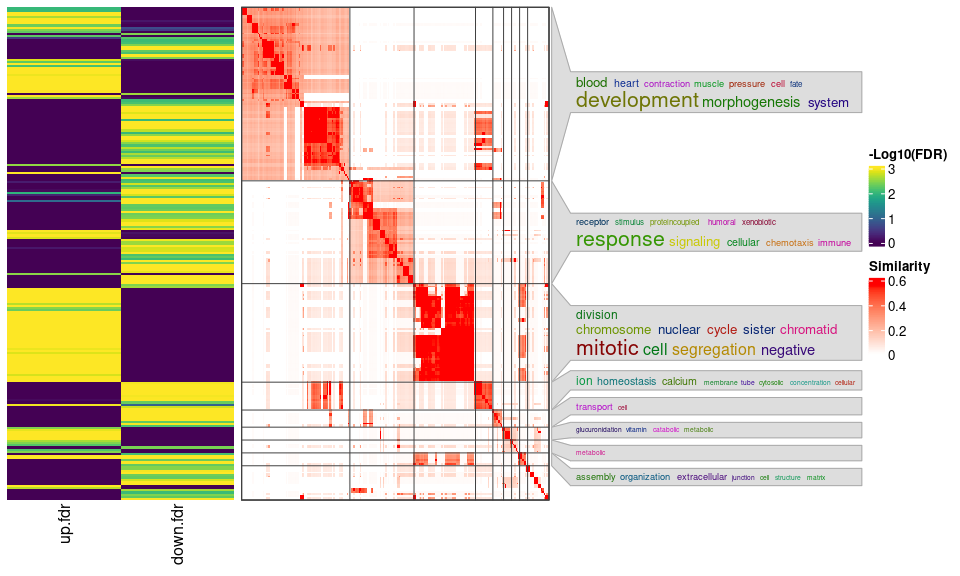 blood heart contraction muscle pressure cell fate
development morphogenesis system
receptor stimulus proteincoupled humoral xenobiotic
response signaling cellular chemotaxis immune
division
chromosome nuclear cycle sister chromatid
mitotic cell segregation negative
ion homeostasis calcium membrane tube cytosolic concentration cellular
transport cell
glucuronidation vitamin catabolic metabolic
metabolic
assembly organization extracellular junction cell structure matrix
-Log10(FDR)
3
2
1
0
Similarity
0.6
0.4
0.2
0
up.fdr
down.fdr